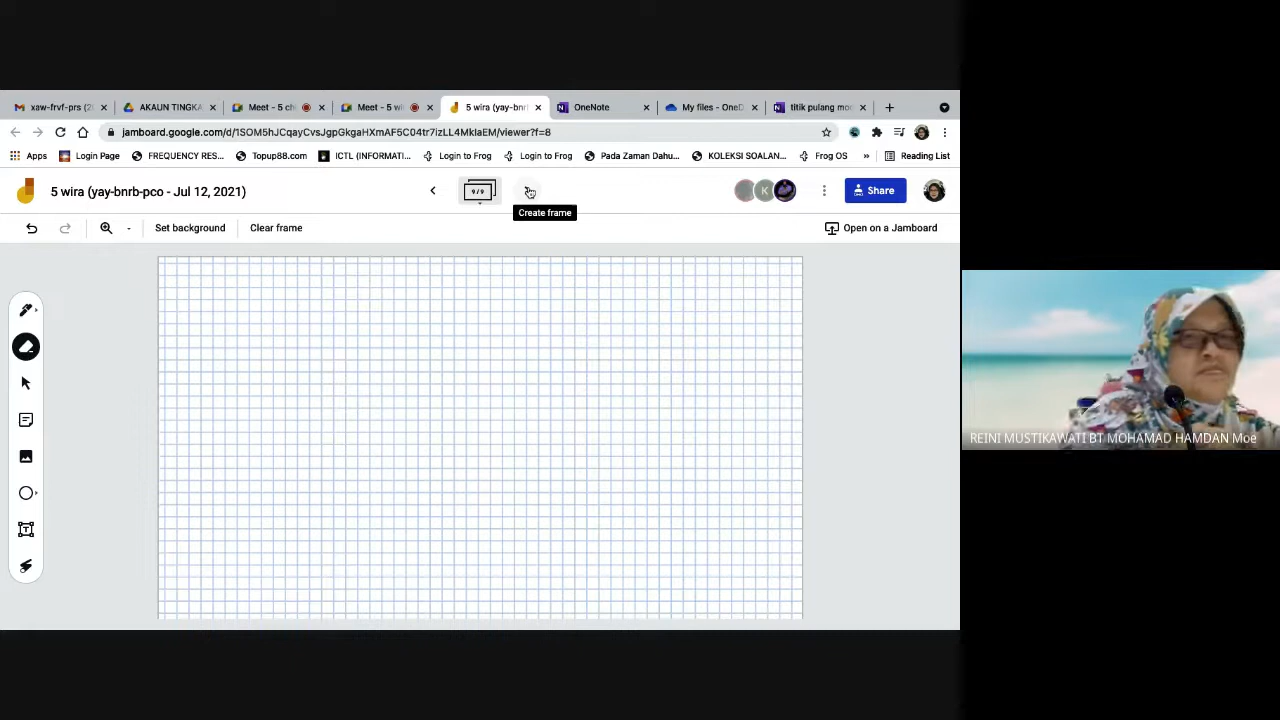 xaw-frvf-prs (2
AKAUN TINGKA
Meet - 5 ch
Meet - 5 wi
5 wira (yay-bnr
OneNote
My files - OneD
titik pulang mo
jamboard.google.com/d/1SOM5hJCqayCvsJgpGkgaHXmAF5C04tr7izLL4MklaEM/viewer?f=8
Apps
Login Page
FREQUENCY RES...
Topup88.com
ICTL (INFORMATI...
Login to Frog
Login to Frog
Pada Zaman Dahu...
KOLEKSI SOALAN...
Frog OS
»
Reading List
5 wira (yay-bnrb-pco - Jul 12, 2021)
9/9
K
Share
Create frame
Set background
Clear frame
Open on a Jamboard
REINI MUSTIKAWATI BT MOHAMAD HAMDAN Moe